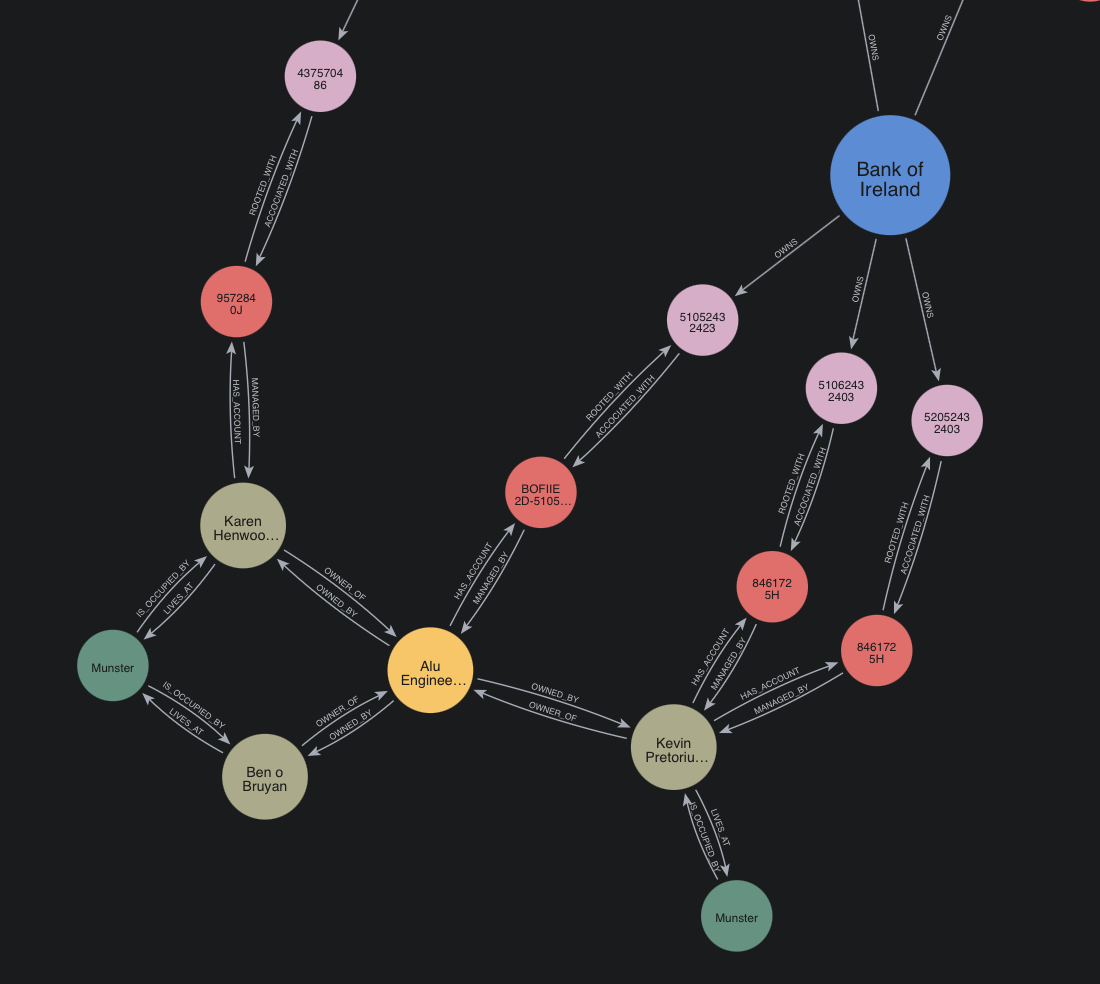 OWNS
OWNS
4375704
86
Bank of
Ireland
ROOTED_WITH
ACCOCIATED_WITH
OWNS
OWNS
OWNS
957284
0J
5105243
2423
5106243
2403
5205243
2403
HAS_ACCOUNT
MANAGED_BY
ROOTED_WITH
ACCOCIATED_WITH
ROOTED_WITH
ACCOCIATED_WITH
ROOTED_WITH
ACCOCIATED_WITH
BOFIIE
2D-5105…
Karen
Henwoo…
HAS_ACCOUNT
MANAGED_BY
846172
5H
846172
5H
IS_OCCUPIED_BY
LIVES_AT
OWNER_OF
OWNED_BY
Munster
Alu
Enginee…
HAS_ACCOUNT
MANAGED_BY
HAS_ACCOUNT
MANAGED_BY
IS_OCCUPIED_BY
LIVES_AT
OWNER_OF
OWNED_BY
OWNED_BY
OWNER_OF
Kevin
Pretoriu…
Ben o
Bruyan
LIVES_AT
IS_OCCUPIED_BY
Munster